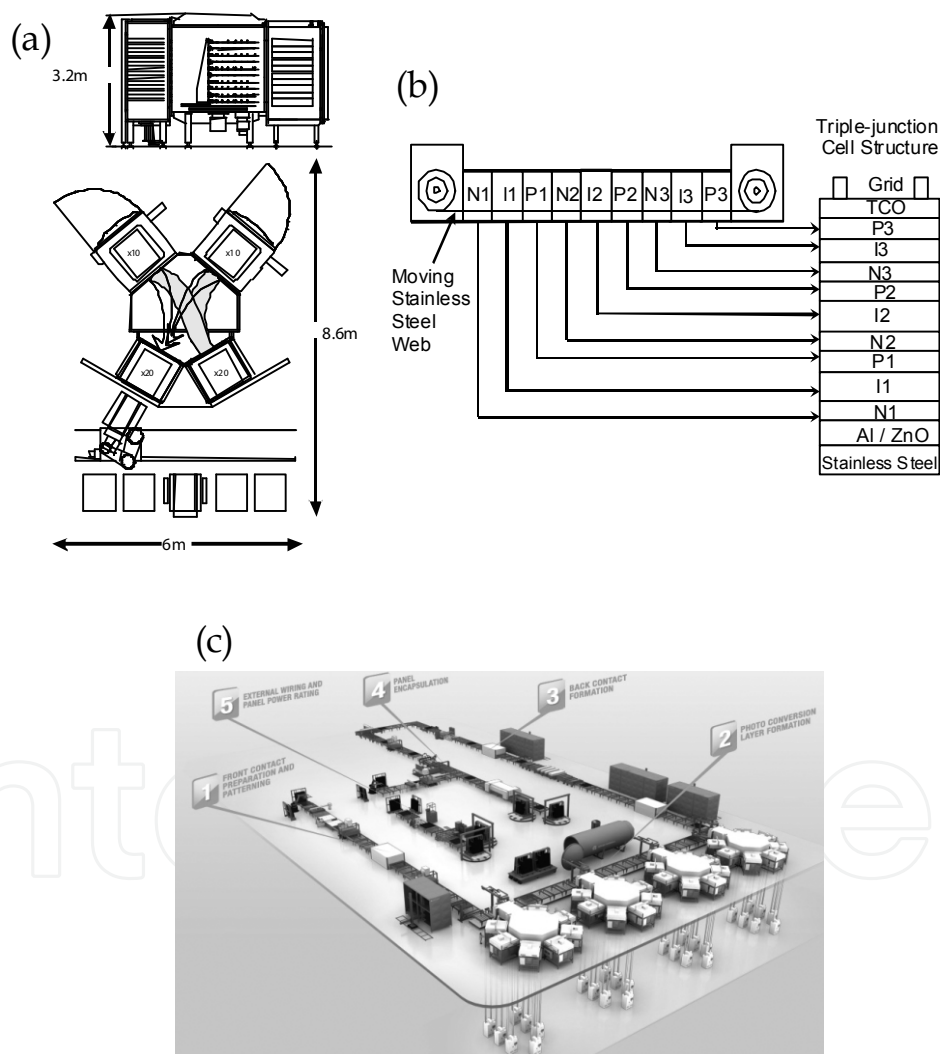 (a)
3.2m
x10
x10
8.6m
x20
x20
6m
(b)
Triple-junction
Cell Structure
N1 I1 P1 N2 I2 P2 N3 I3 P3
Moving
Stainless
Steel
Web
Grid
TCO
P3
I3
N3
P2
I2
N2
P1
I1
N1
Al / ZnO
Stainless Steel
(c)
5 EXTERNAL WIRING AND
PANEL POWER RATING
4 PANEL
ENCAPSULATION
3 BACK CONTACT
FORMATION
2 PHOTO CONVERSION
LAYER FORMATION
1 FRONT CONTACT
PREPARATION AND
PATTERNING